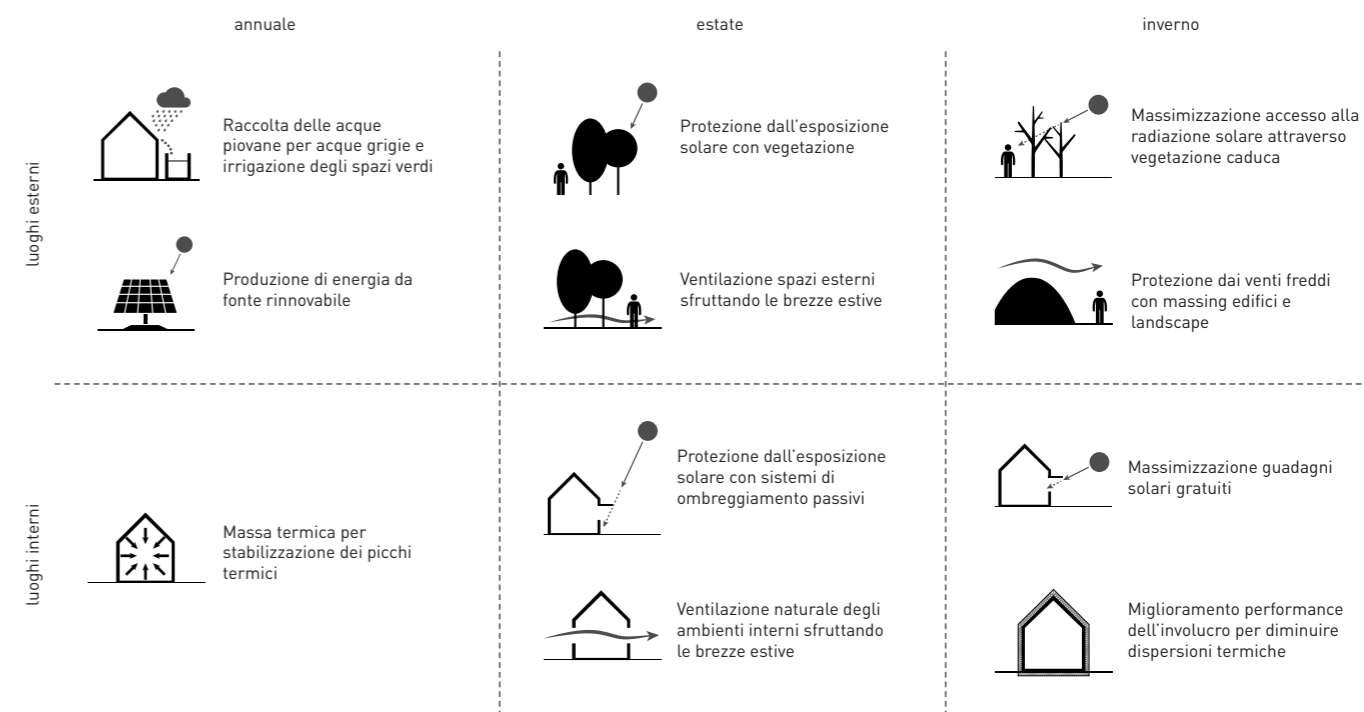 annuale
estate
inverno
luoghi esterni
Raccolta delle acque
piovane per acque grigie e
irrigazione degli spazi verdi
Protezione dall'esposizione
solare con vegetazione
Massimizzazione accesso alla
radiazione solare attraverso
vegetazione caduca
Produzione di energia da
fonte rinnovabile
Ventilazione spazi esterni
sfruttando le brezze estive
Protezione dai venti freddi
con massing edifici e
landscape
luoghi interni
Massa termica per
stabilizzazione dei picchi
termici
Protezione dall'esposizione
solare con sistemi di
ombreggiamento passivi
Massimizzazione guadagni
solari gratuiti
Ventilazione naturale degli
ambienti interni sfruttando
le brezze estive
Miglioramento performance
dell'involucro per diminuire
dispersioni termiche